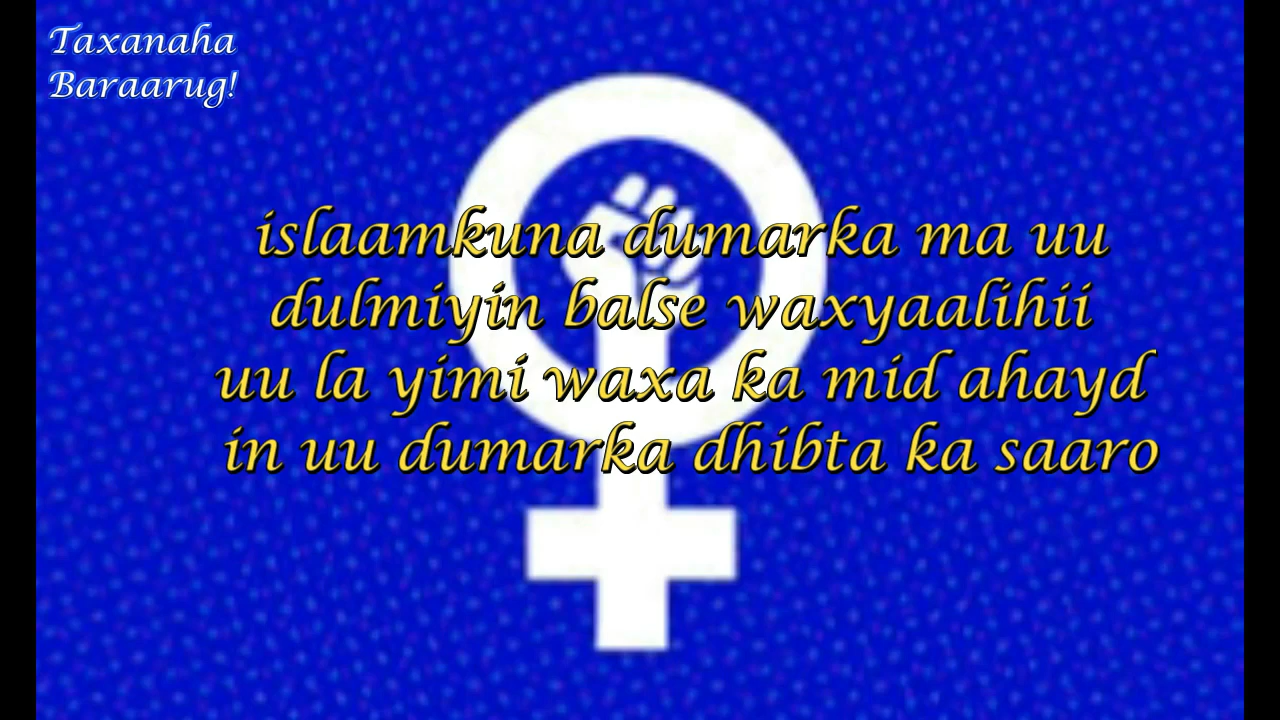 Taxanaha
Baraarug!
islaamkuna dumarka ma uu
dulmiyin balse waxyaalihii
uu la yimi waxa ka mid ahayd
in uu dumarka dhibta ka saaro